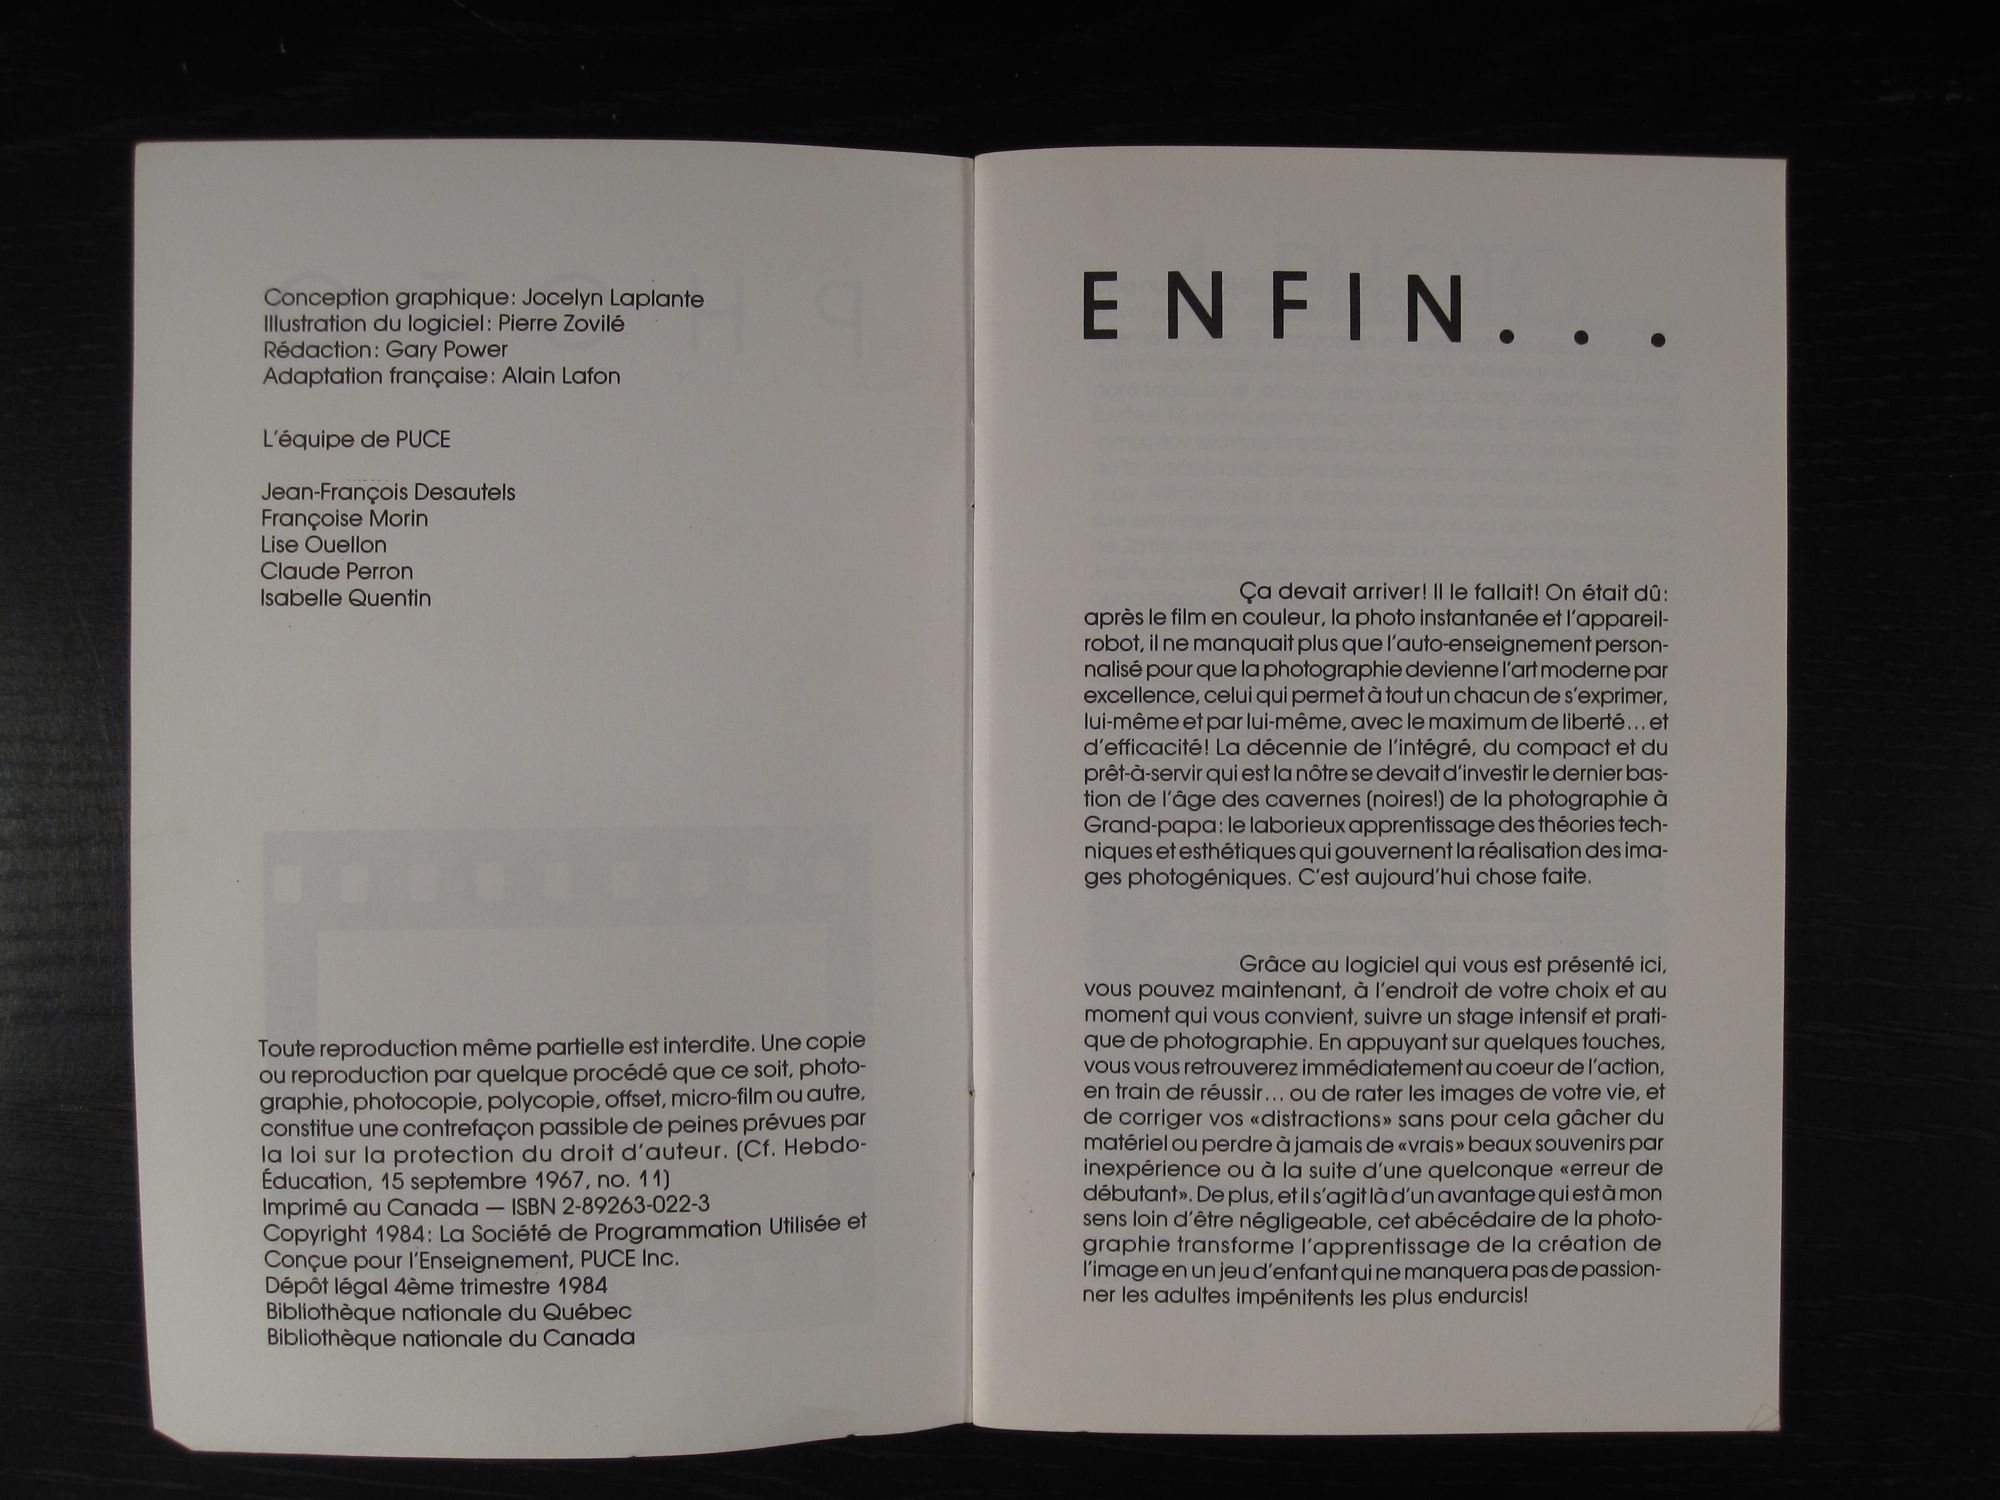 Conception graphique: Jocelyn Laplante
Illustration du logiciel: Pierre Zovilé
Rédaction: Gary Power
Adaptation française: Alain Lafon
L'équipe de PUCE
Jean-François Desautels
Françoise Morin
Lise Ouellon
Claude Perron
Isabelle Quentin
Toute reproduction même partielle est interdite. Une copie
ou reproduction par quelque procédé que ce soit, photo-
graphie, photocopie, polycopie, offset, micro-film ou autre,
constitue une contrefaçon passible de peines prévues par
la loi sur la protection du droit d'auteur. (Cf. Hebdo-
Éducation, 15 septembre 1967, no. 11)
Imprimé au Canada — ISBN 2-89263-022-3
Copyright 1984: La Société de Programmation Utilisée et
Conçue pour l'Enseignement, PUCE Inc.
Dépôt légal 4ème trimestre 1984
Bibliothèque nationale du Québec
Bibliothèque nationale du Canada
ENFIN...
Ça devait arriver! Il le fallait! On était dû:
après le film en couleur, la photo instantanée et l'appareil-
robot, il ne manquait plus que l'auto-enseignement person-
nalisé pour que la photographie devienne l'art moderne par
excellence, celui qui permet à tout un chacun de s'exprimer,
lui-même et par lui-même, avec le maximum de liberté... et
d'efficacité! La décennie de l'intégré, du compact et du
prêt-à-servir qui est la nôtre se devait d'investir le dernier bas-
tion de l'âge des cavernes (noires!) de la photographie à
Grand-papa: le laborieux apprentissage des théories tech-
niques et esthétiques qui gouvernent la réalisation des ima-
ges photogéniques. C'est aujourd'hui chose faite.
Grâce au logiciel qui vous est présenté ici,
vous pouvez maintenant, à l'endroit de votre choix et au
moment qui vous convient, suivre un stage intensif et prati-
que de photographie. En appuyant sur quelques touches,
vous vous retrouverez immédiatement au coeur de l'action,
en train de réussir... ou de rater les images de votre vie, et
de corriger vos «distractions» sans pour cela gâcher du
matériel ou perdre à jamais de «vrais» beaux souvenirs par
inexpérience ou à la suite d'une quelconque «erreur de
débutant». De plus, et il s'agit là d'un avantage qui est à mon
sens loin d'être négligeable, cet abécédaire de la photo-
graphie transforme l'apprentissage de la création de
l'image en un jeu d'enfant qui ne manquera pas de passion-
ner les adultes impénitents les plus endurcis!